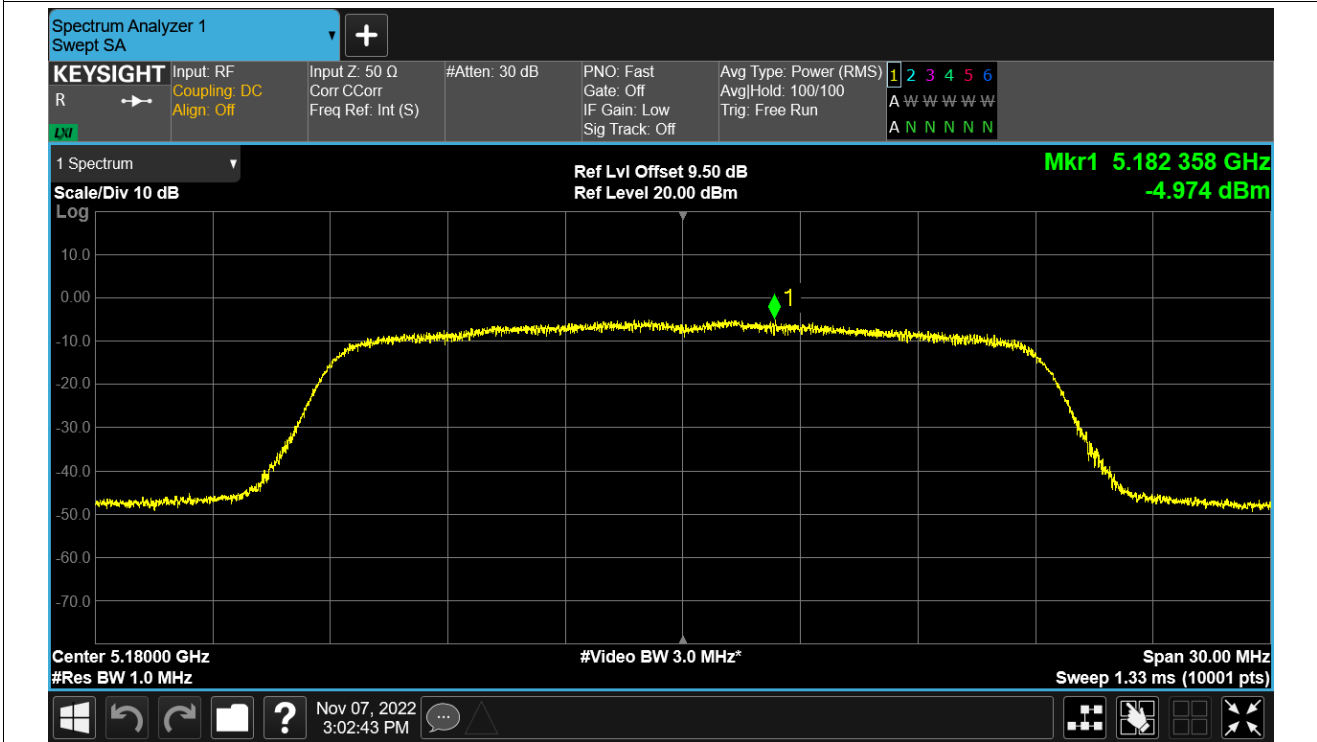 Spectrum Analyzer 1
Swept SA
KEYSIGHT
R
LXI
Input: RF
Coupling: DC
Align: Off
Input Z: 50 Ω
Corr CCorr
Freq Ref: Int (S)
#Atten: 30 dB
PNO: Fast
Gate: Off
IF Gain: Low
Sig Track: Off
Avg Type: Power (RMS)
Avg|Hold: 100/100
Trig: Free Run
1 2 3 4 5 6
A W W W W W
A N N N N N
1 Spectrum
Scale/Div 10 dB
Log
Ref Lvl Offset 9.50 dB
Ref Level 20.00 dBm
Mkr1 5.182 358 GHz
-4.974 dBm
10.0
0.00
-10.0
-20.0
-30.0
-40.0
-50.0
-60.0
-70.0
1
Center 5.18000 GHz
#Res BW 1.0 MHz
#Video BW 3.0 MHz*
Span 30.00 MHz
Sweep 1.33 ms (10001 pts)
?
Nov 07, 2022
3:02:43 PM